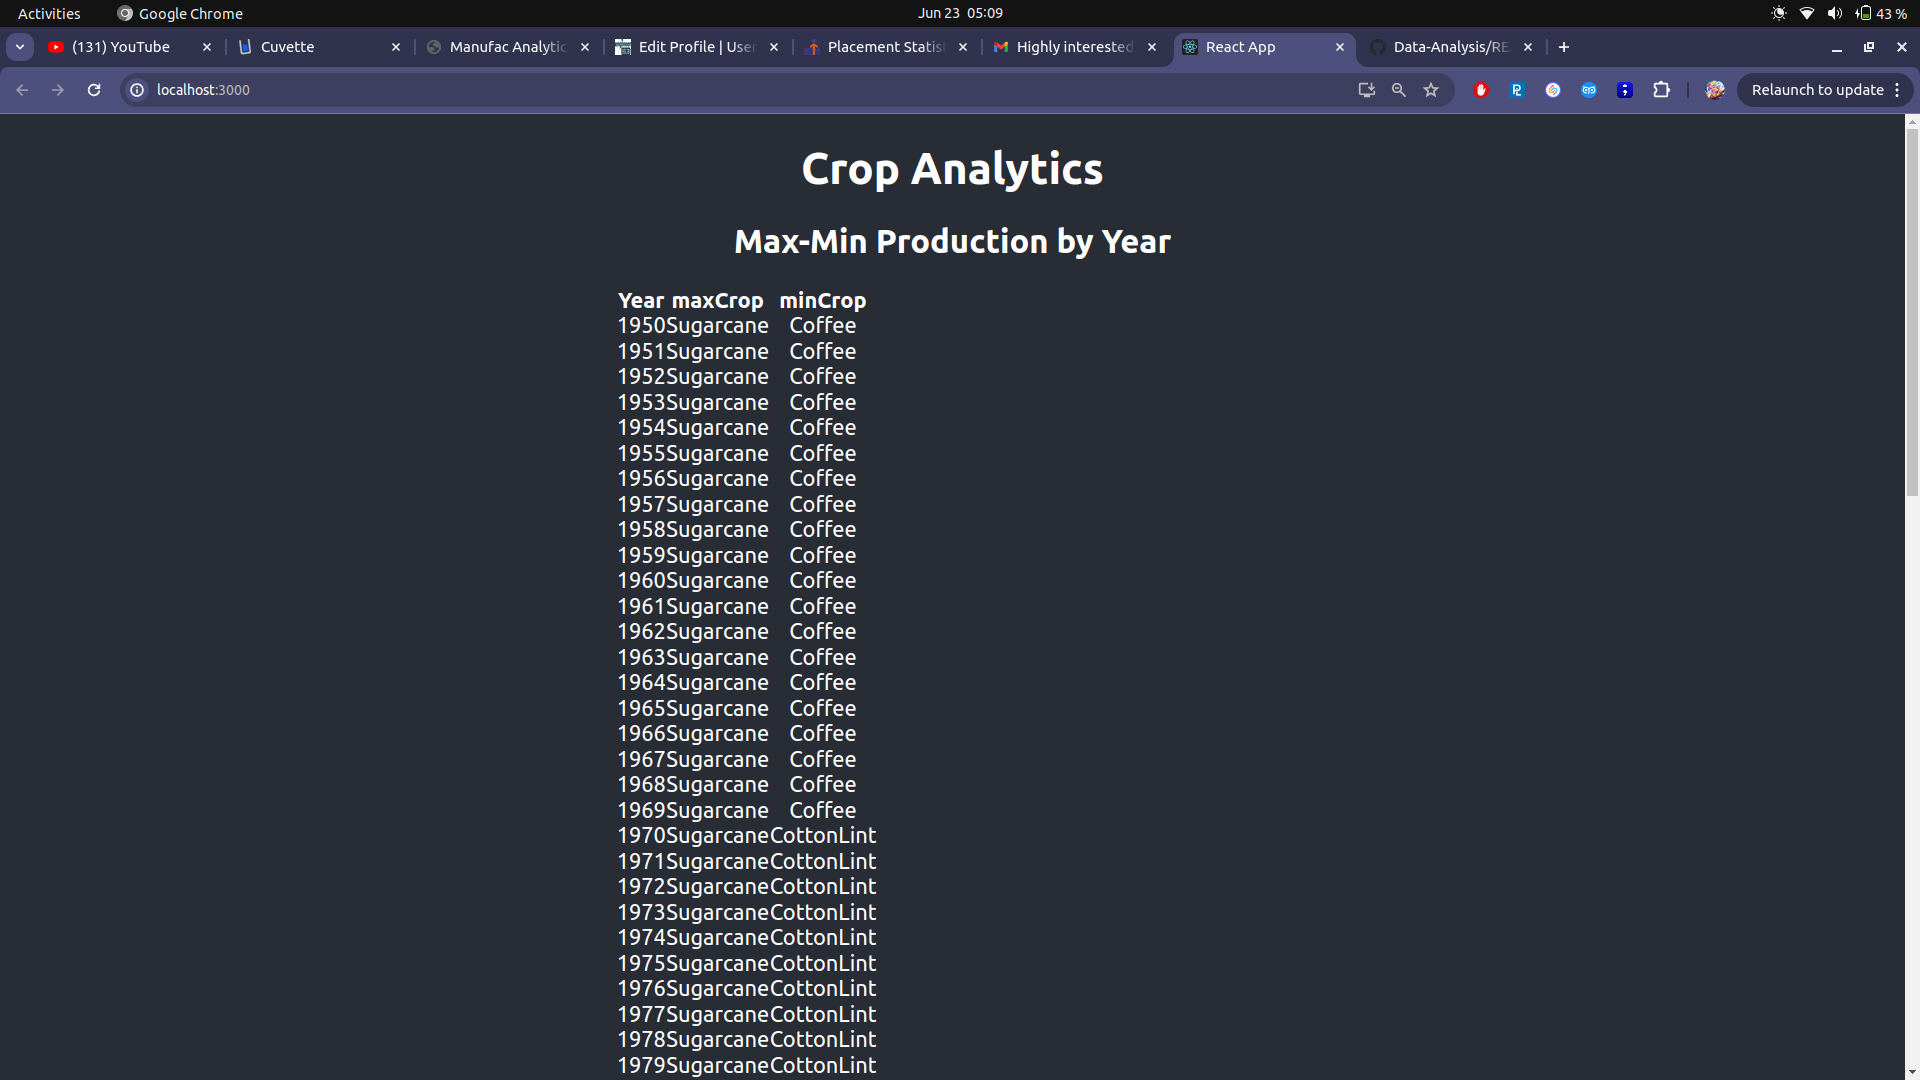 Activities Google Chrome Jun 23 05:09 43 %
(131) YouTube Cuvette Manufac Analytic Edit Profile | User Placement Statis Highly interested React App Data-Analysis/RE
localhost:3000 Relaunch to update
Crop Analytics
Max-Min Production by Year
Year maxCrop minCrop
1950 Sugarcane Coffee
1951 Sugarcane Coffee
1952 Sugarcane Coffee
1953 Sugarcane Coffee
1954 Sugarcane Coffee
1955 Sugarcane Coffee
1956 Sugarcane Coffee
1957 Sugarcane Coffee
1958 Sugarcane Coffee
1959 Sugarcane Coffee
1960 Sugarcane Coffee
1961 Sugarcane Coffee
1962 Sugarcane Coffee
1963 Sugarcane Coffee
1964 Sugarcane Coffee
1965 Sugarcane Coffee
1966 Sugarcane Coffee
1967 Sugarcane Coffee
1968 Sugarcane Coffee
1969 Sugarcane Coffee
1970 Sugarcane CottonLint
1971 Sugarcane CottonLint
1972 Sugarcane CottonLint
1973 Sugarcane CottonLint
1974 Sugarcane CottonLint
1975 Sugarcane CottonLint
1976 Sugarcane CottonLint
1977 Sugarcane CottonLint
1978 Sugarcane CottonLint
1979 Sugarcane CottonLint